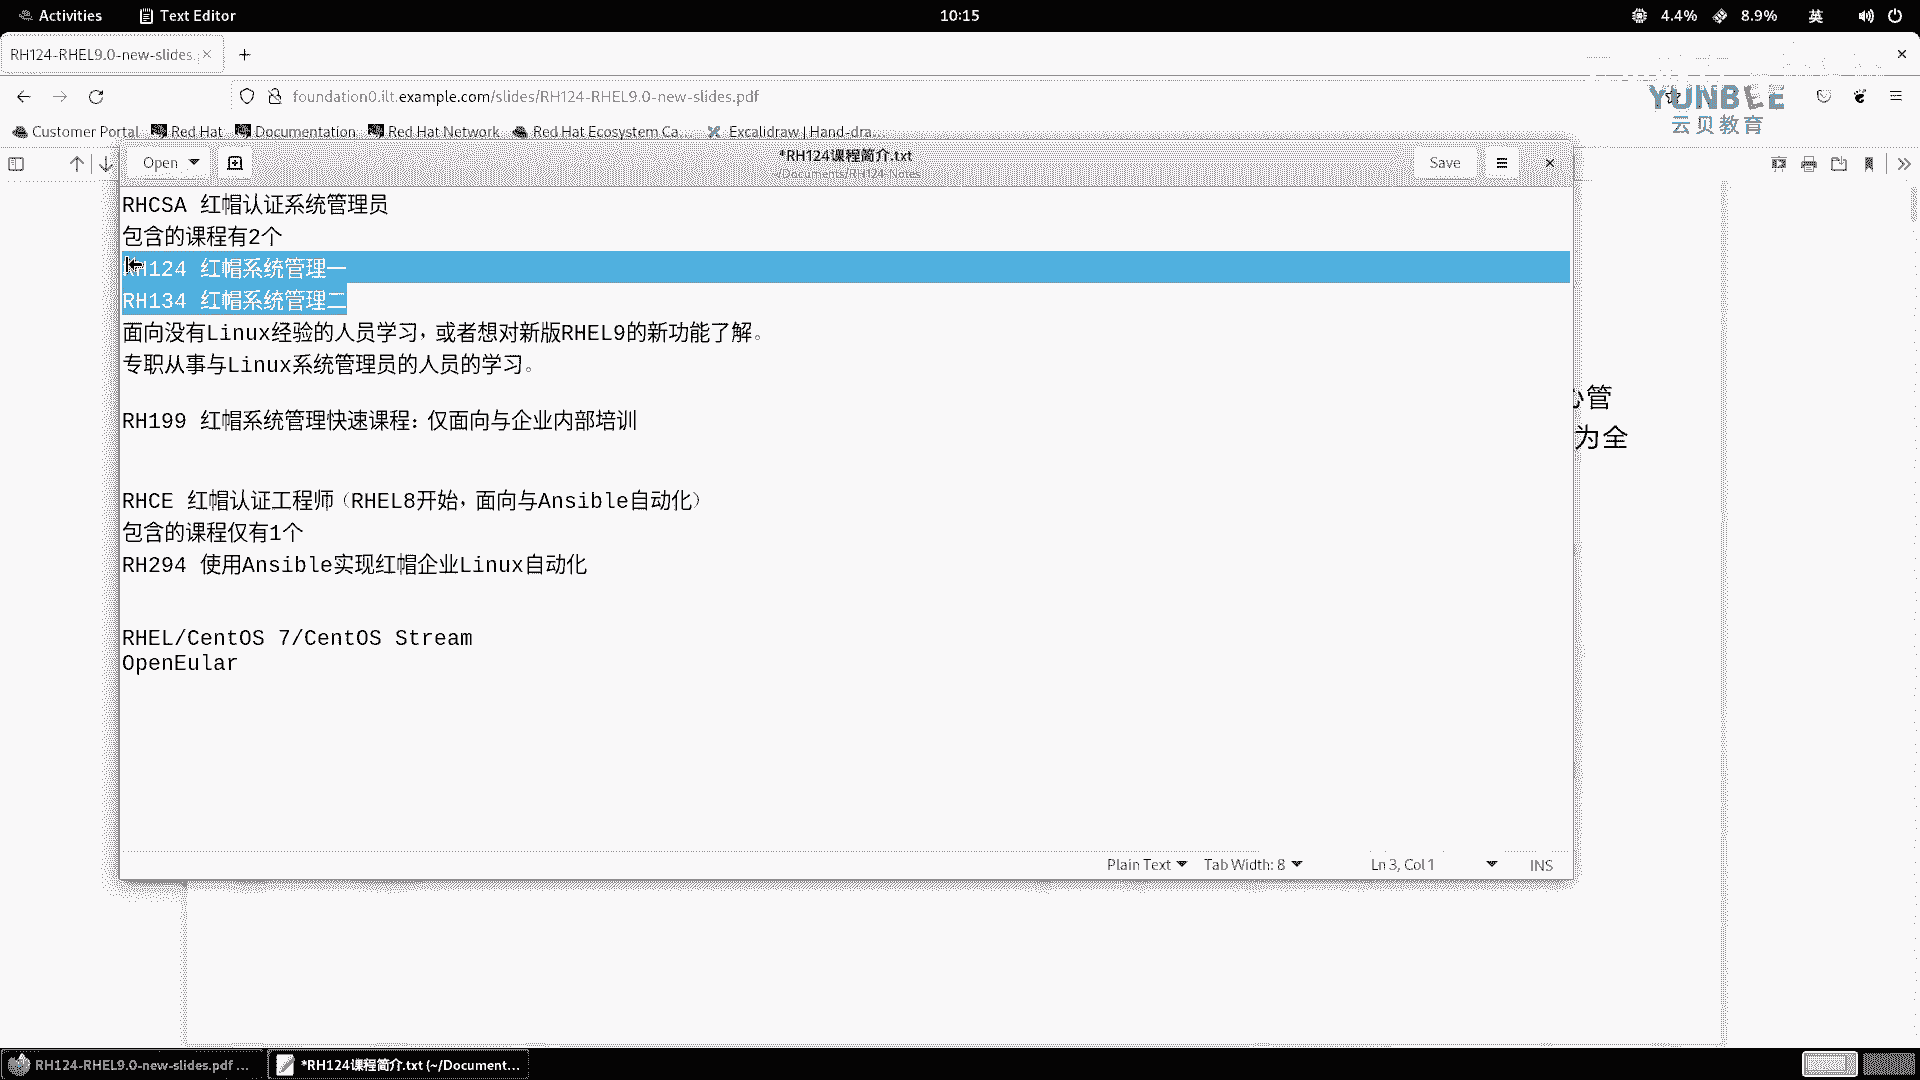 Activities
Text Editor
10:15
4.4%
8.9%
英
RH124-RHEL9.0-new-slides.
foundation0.ilt.example.com/slides/RH124-RHEL9.0-new-slides.pdf
YUNBEE
云贝教育
Customer Portal
Red Hat
Documentation
Red Hat Network
Red Hat Ecosystem Ca…
Excalidraw | Hand-dra…
Open
*RH124课程简介.txt
~/Documents/RH124-Notes
Save
RHCSA 红帽认证系统管理员
包含的课程有2个
RH124 红帽系统管理一
RH134 红帽系统管理二
面向没有Linux经验的人员学习，或者想对新版RHEL9的新功能了解。
专职从事与Linux系统管理员的人员的学习。
心管
为全
RH199 红帽系统管理快速课程：仅面向与企业内部培训
RHCE 红帽认证工程师（RHEL8开始，面向与Ansible自动化）
包含的课程仅有1个
RH294 使用Ansible实现红帽企业Linux自动化
RHEL/CentOS 7/CentOS Stream
OpenEular
Plain Text
Tab Width: 8
Ln 3, Col 1
INS
RH124-RHEL9.0-new-slides.pdf …
*RH124课程简介.txt (~/Document…